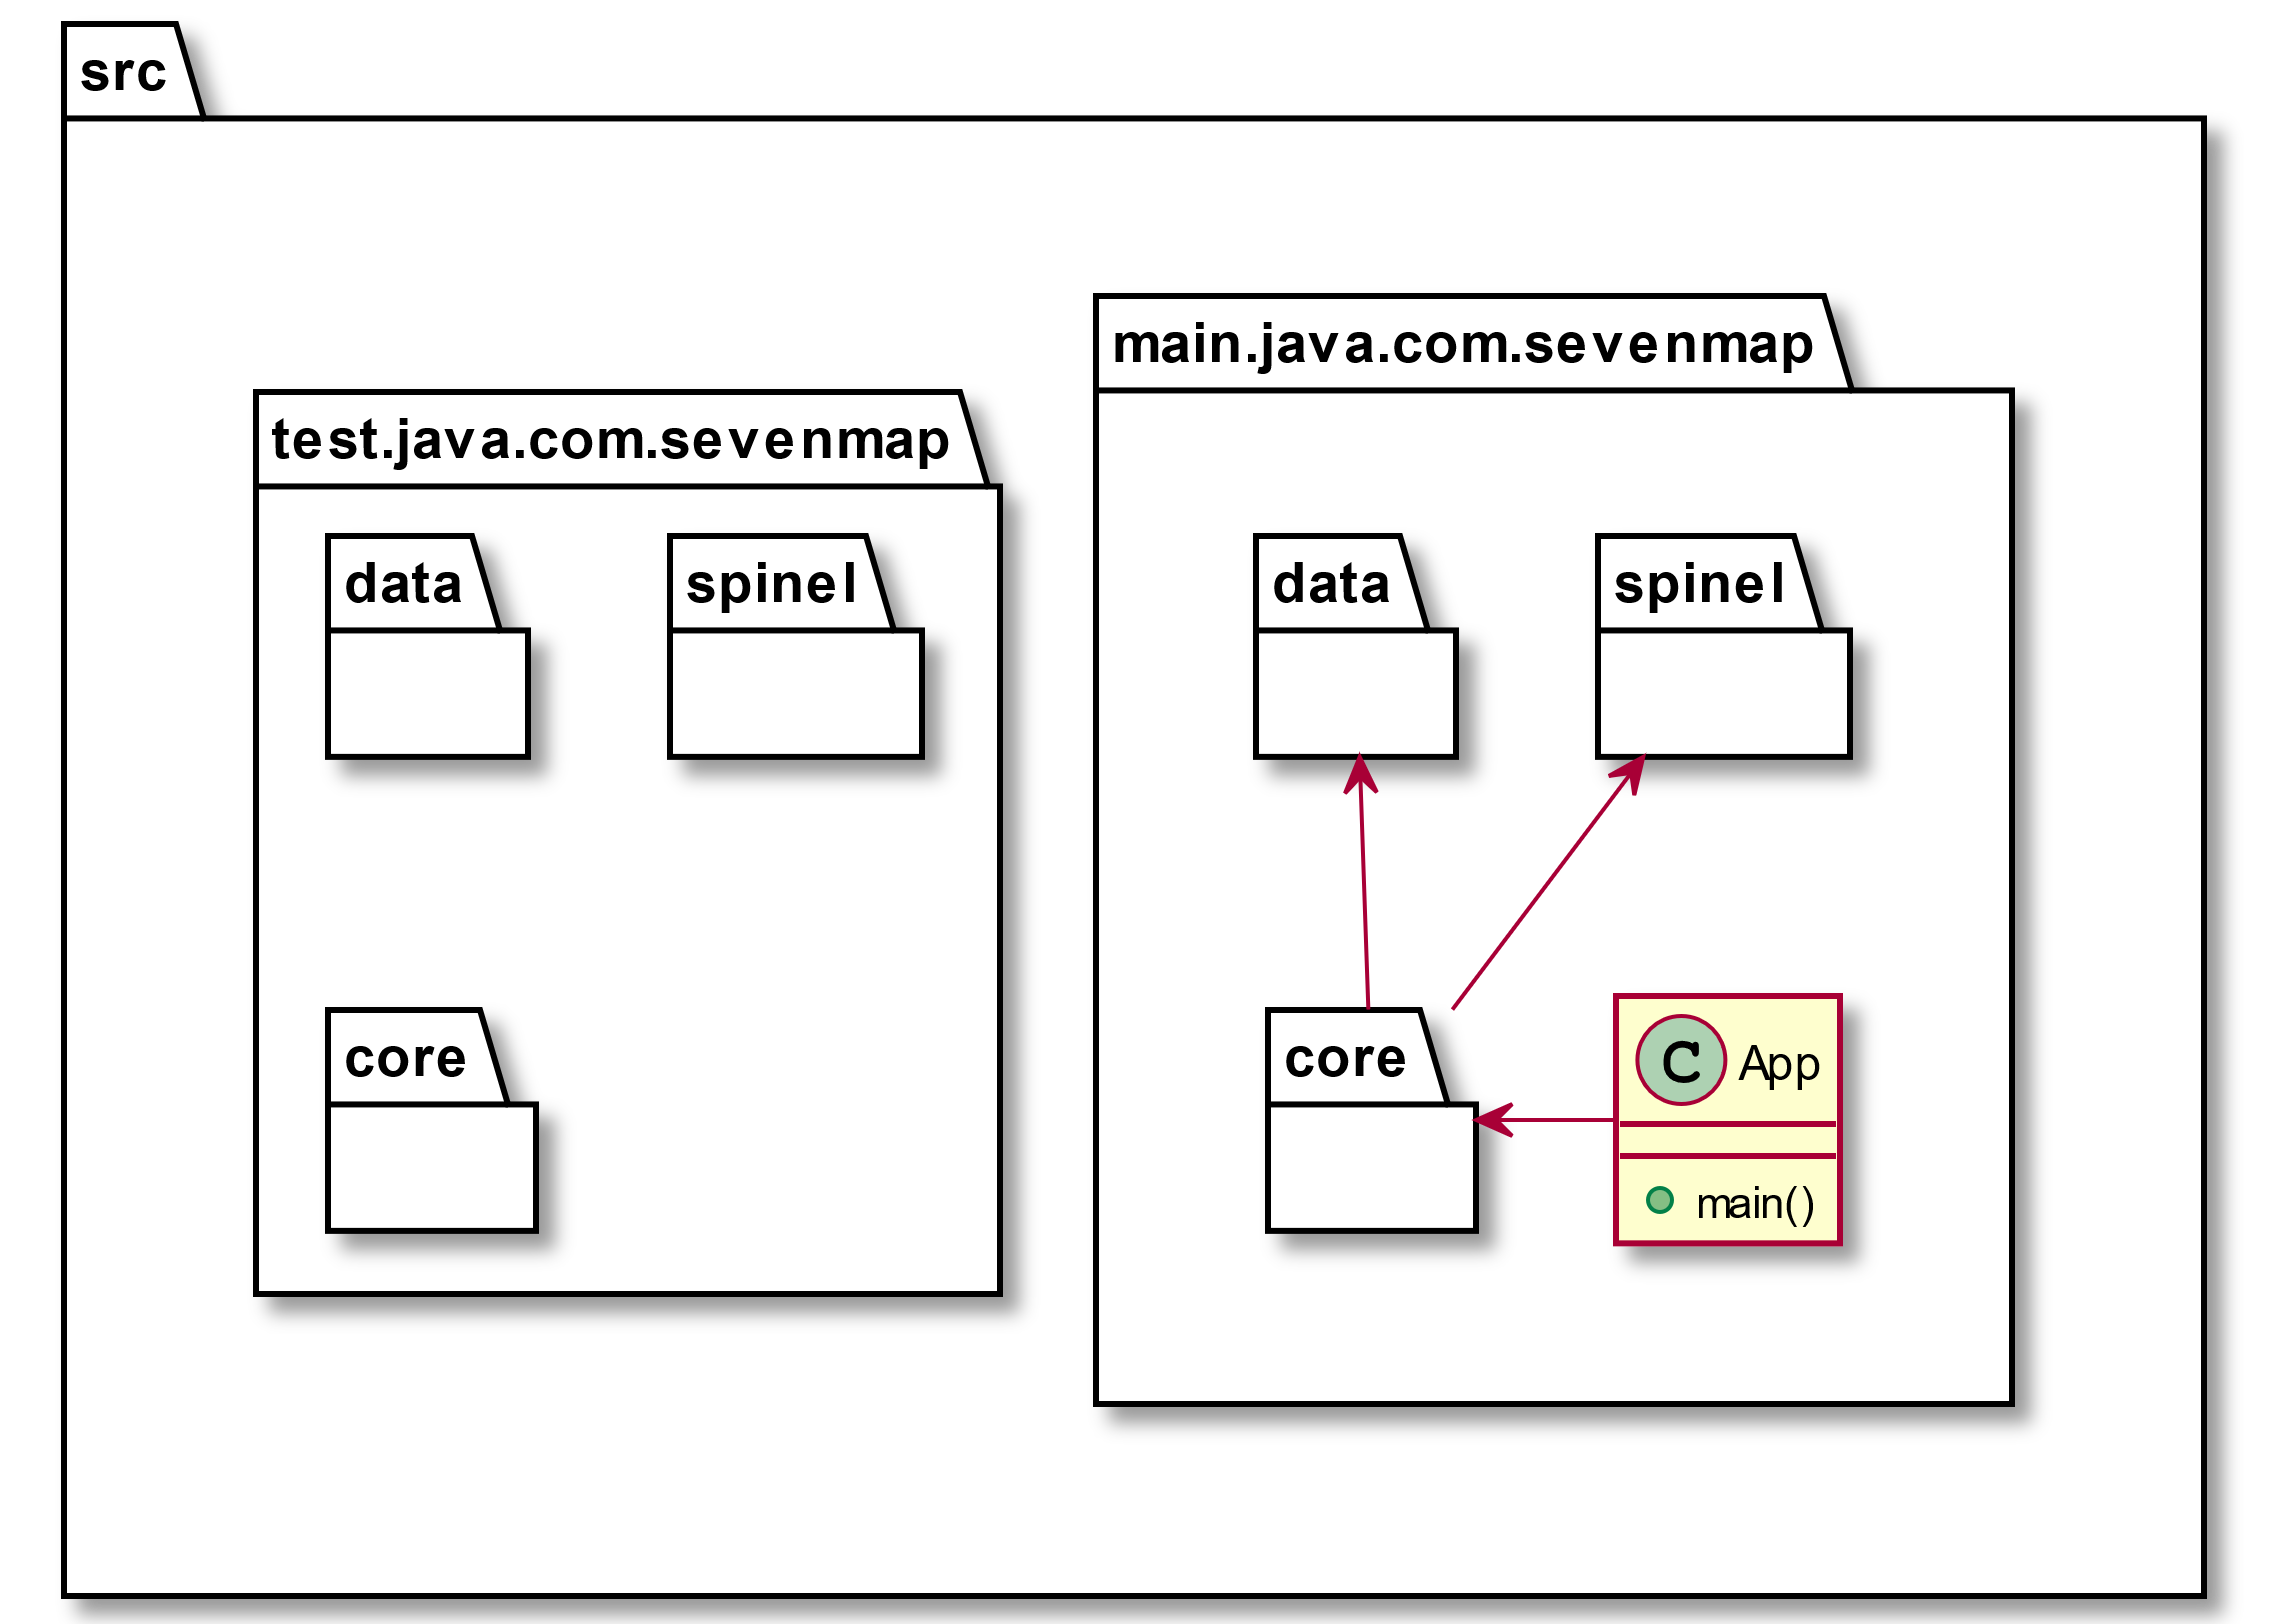 src
test.java.com.sevenmap
data
spinel
core
main.java.com.sevenmap
data
spinel
core
C App
main()